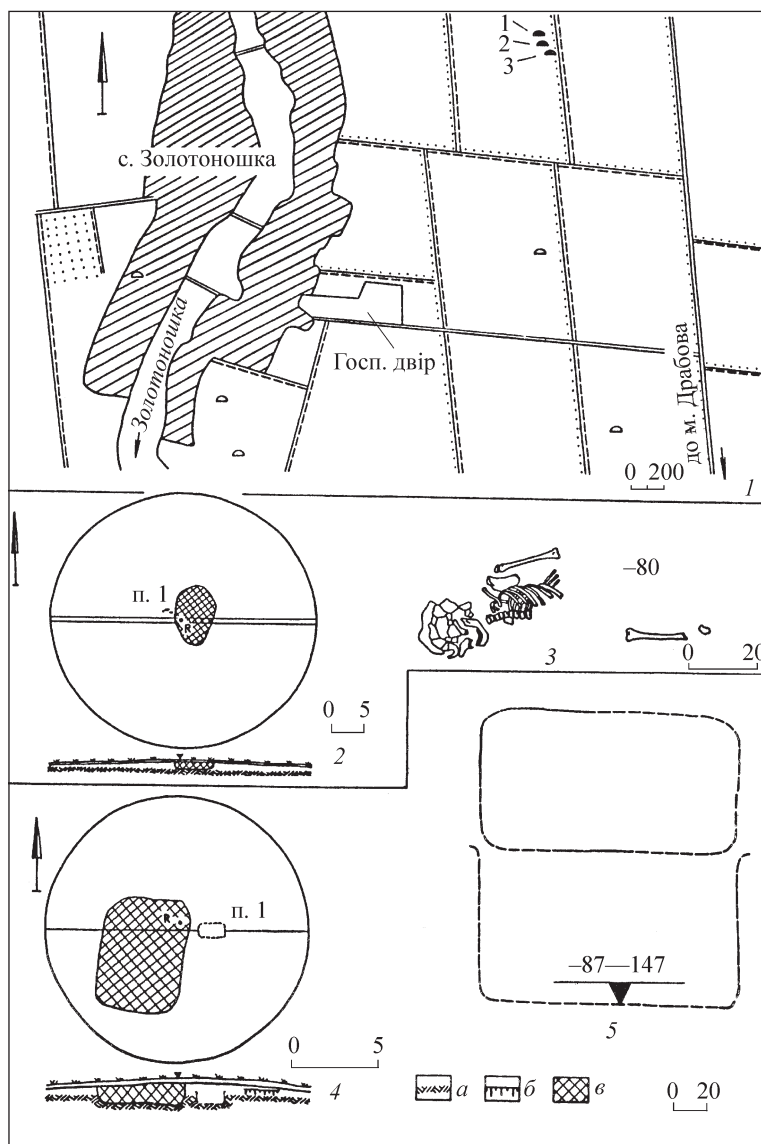 1
2
3
с. Золотоношка
Золотоношка
Госп. двір
до м. Драбова
0 200
1
п. 1
R
0 5
2
–80
3
0 20
п. 1
R
0 5
4
–87—147
5
а
б
в
0 20